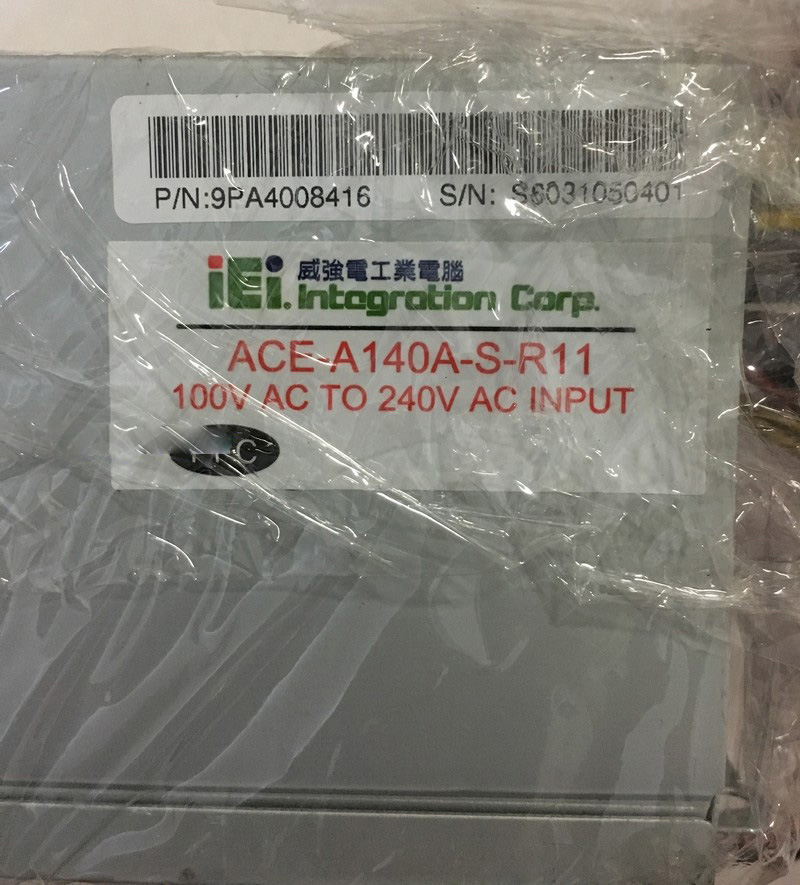 P/N:9PA4008416 S/N: S6031050401
iEi 威強電工業電腦
Integration Corp.
ACE-A140A-S-R11
100V AC TO 240V AC INPUT